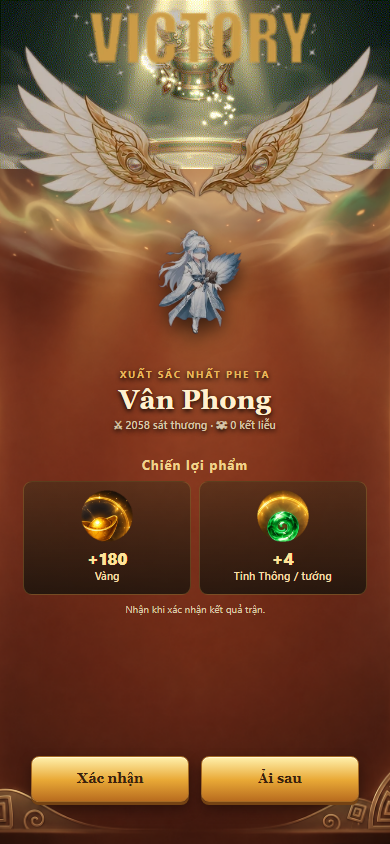 VICTORY
XUẤT SẮC NHẤT PHE TA
Vân Phong
2058 sát thương · 0 kết liễu
Chiến lợi phẩm
+180
Vàng
+4
Tinh Thông / tướng
Nhận khi xác nhận kết quả trận.
Xác nhận
Ải sau